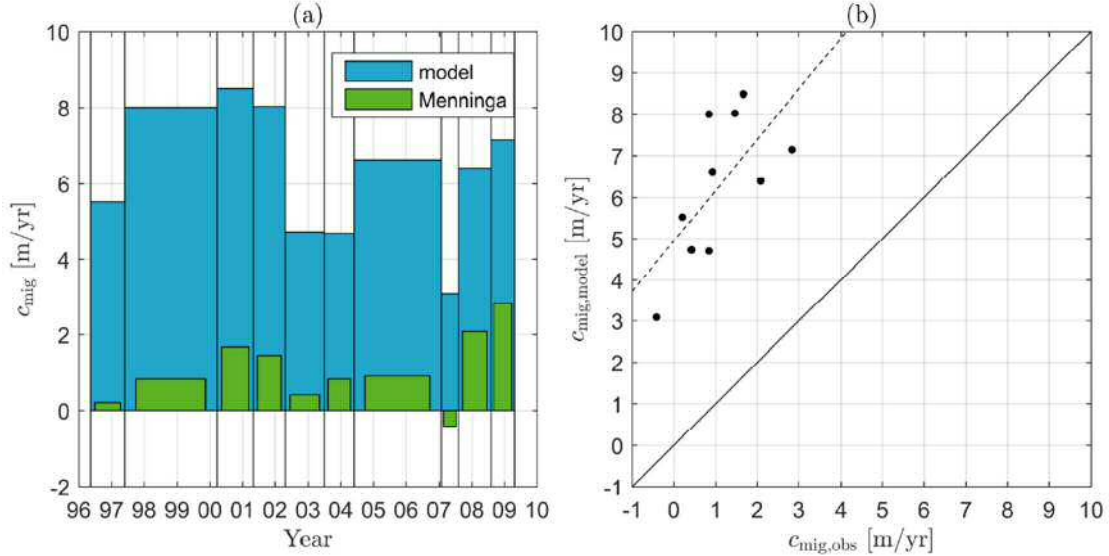 (a)
10
8
6
4
2
0
-2
c_mig [m/yr]
model
Menninga
96 97 98 99 00 01 02 03 04 05 06 07 08 09 10
Year
(b)
10
9
8
7
6
5
4
3
2
1
0
-1
c_mig,model [m/yr]
-1 0 1 2 3 4 5 6 7 8 9 10
c_mig,obs [m/yr]